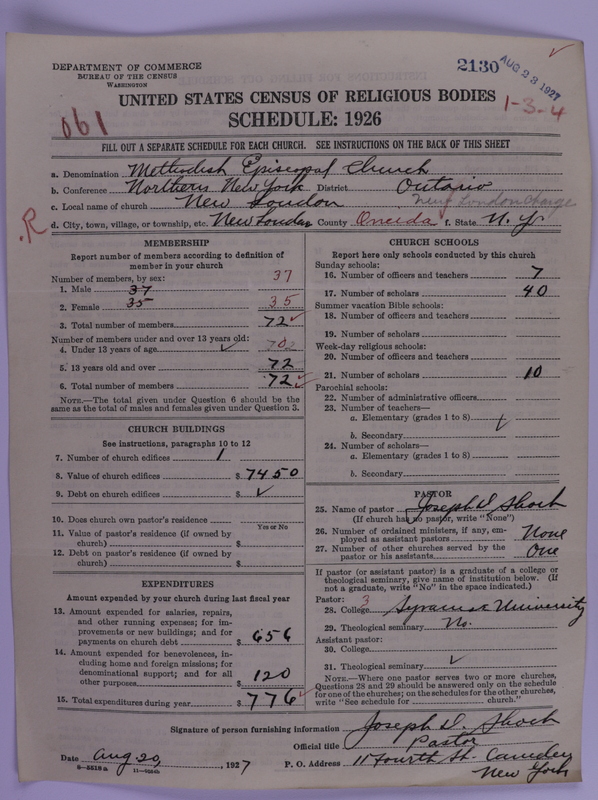 DEPARTMENT OF COMMERCE
BUREAU OF THE CENSUS
WASHINGTON
2130 AUG 23 1927
UNITED STATES CENSUS OF RELIGIOUS BODIES
1-3-4
061
SCHEDULE: 1926
FILL OUT A SEPARATE SCHEDULE FOR EACH CHURCH. SEE INSTRUCTIONS ON THE BACK OF THIS SHEET
a. Denomination Methodist Episcopal Church
b. Conference Northern New York District Ontario
c. Local name of church New London New London Charge
R
d. City, town, village, or township, etc. New London County Oneida f. State N. Y.
MEMBERSHIP
Report number of members according to definition of
member in your church
Number of members, by sex:
1. Male 37 37
2. Female 35 35
3. Total number of members 72
Number of members under and over 13 years old:
4. Under 13 years of age
5. 13 years old and over 72
6. Total number of members 72
NOTE.—The total given under Question 6 should be
same as the total of males and females given under Question 3.
CHURCH BUILDINGS
See instructions, paragraphs 10 to 12
7. Number of church edifices 1
8. Value of church edifices $ 7450
9. Debt on church edifices $
10. Does church own pastor's residence
Yes or No
11. Value of pastor's residence (if owned by
church) $
12. Debt on pastor's residence (if owned by
church) $
EXPENDITURES
Amount expended by your church during last fiscal year
13. Amount expended for salaries, repairs,
and other running expenses; for im-
provements or new buildings; and for
payments on church debt $ 656
14. Amount expended for benevolences, in-
cluding home and foreign missions; for
denominational support; and for all
other purposes $ 120
15. Total expenditures during year $ 776
CHURCH SCHOOLS
Report here only schools conducted by this church
Sunday schools:
16. Number of officers and teachers 7
17. Number of scholars 40
Summer vacation Bible schools:
18. Number of officers and teachers
19. Number of scholars
Week-day religious schools:
20. Number of officers and teachers
21. Number of scholars 10
Parochial schools:
22. Number of administrative officers
23. Number of teachers—
a. Elementary (grades 1 to 8)
b. Secondary
24. Number of scholars—
a. Elementary (grades 1 to 8)
b. Secondary
PASTOR
25. Name of pastor Joseph D. Shoch
(If church has no pastor, write "None")
26. Number of ordained ministers, if any, em-
ployed as assistant pastors None
27. Number of other churches served by the
pastor or his assistants One
If pastor (or assistant pastor) is a graduate of a college or
theological seminary, give name of institution below. (If
not a graduate, write "No" in the space indicated.)
Pastor: 3
28. College Syracuse University
29. Theological seminary No.
Assistant pastor:
30. College
31. Theological seminary
NOTE.—Where one pastor serves two or more churches,
Questions 28 and 29 should be answered only on the schedule
for one of the churches; on the schedules for the other churches,
write "See schedule for church."
Signature of person furnishing information Joseph D. Shoch
Official title Pastor
Date Aug. 20, 1927 P. O. Address 11 Fourth St. Camden
New York